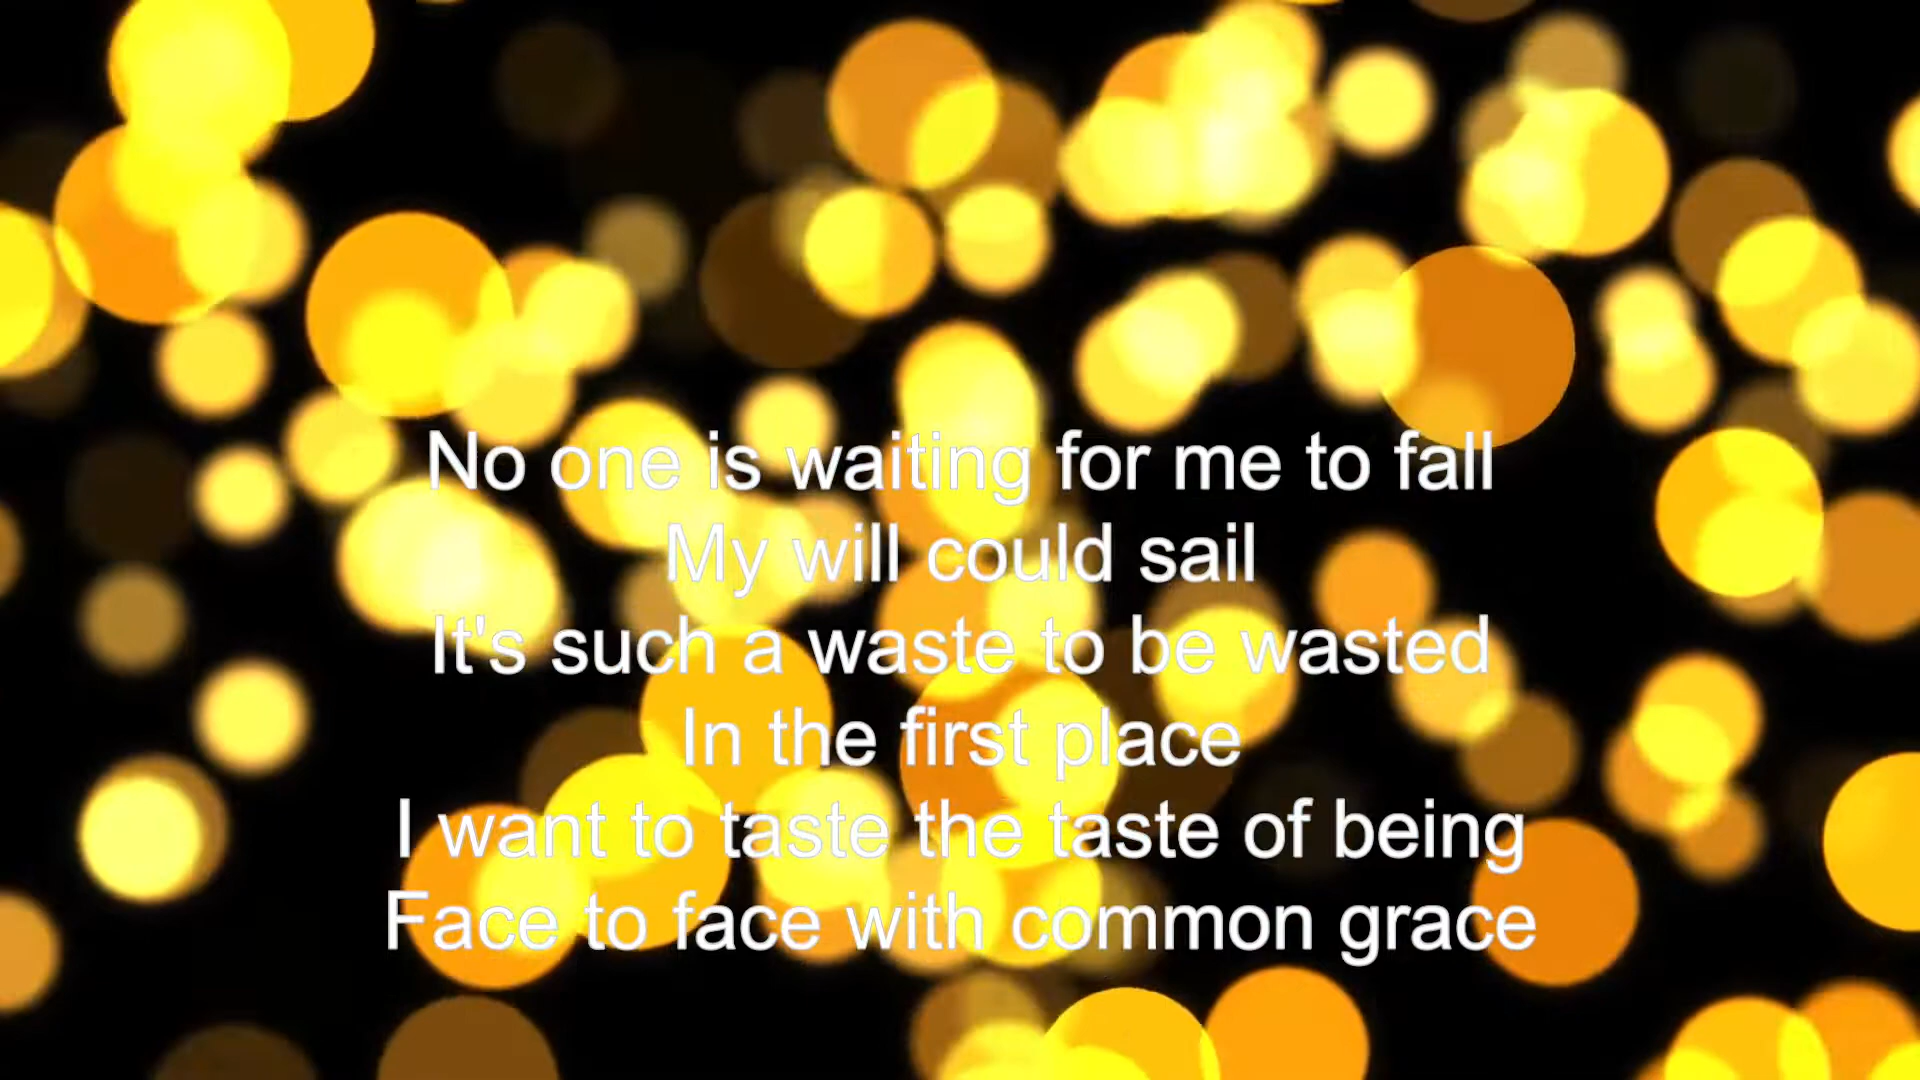 No one is waiting for me to fall
My will could sail
It's such a waste to be wasted
In the first place
I want to taste the taste of being
Face to face with common grace